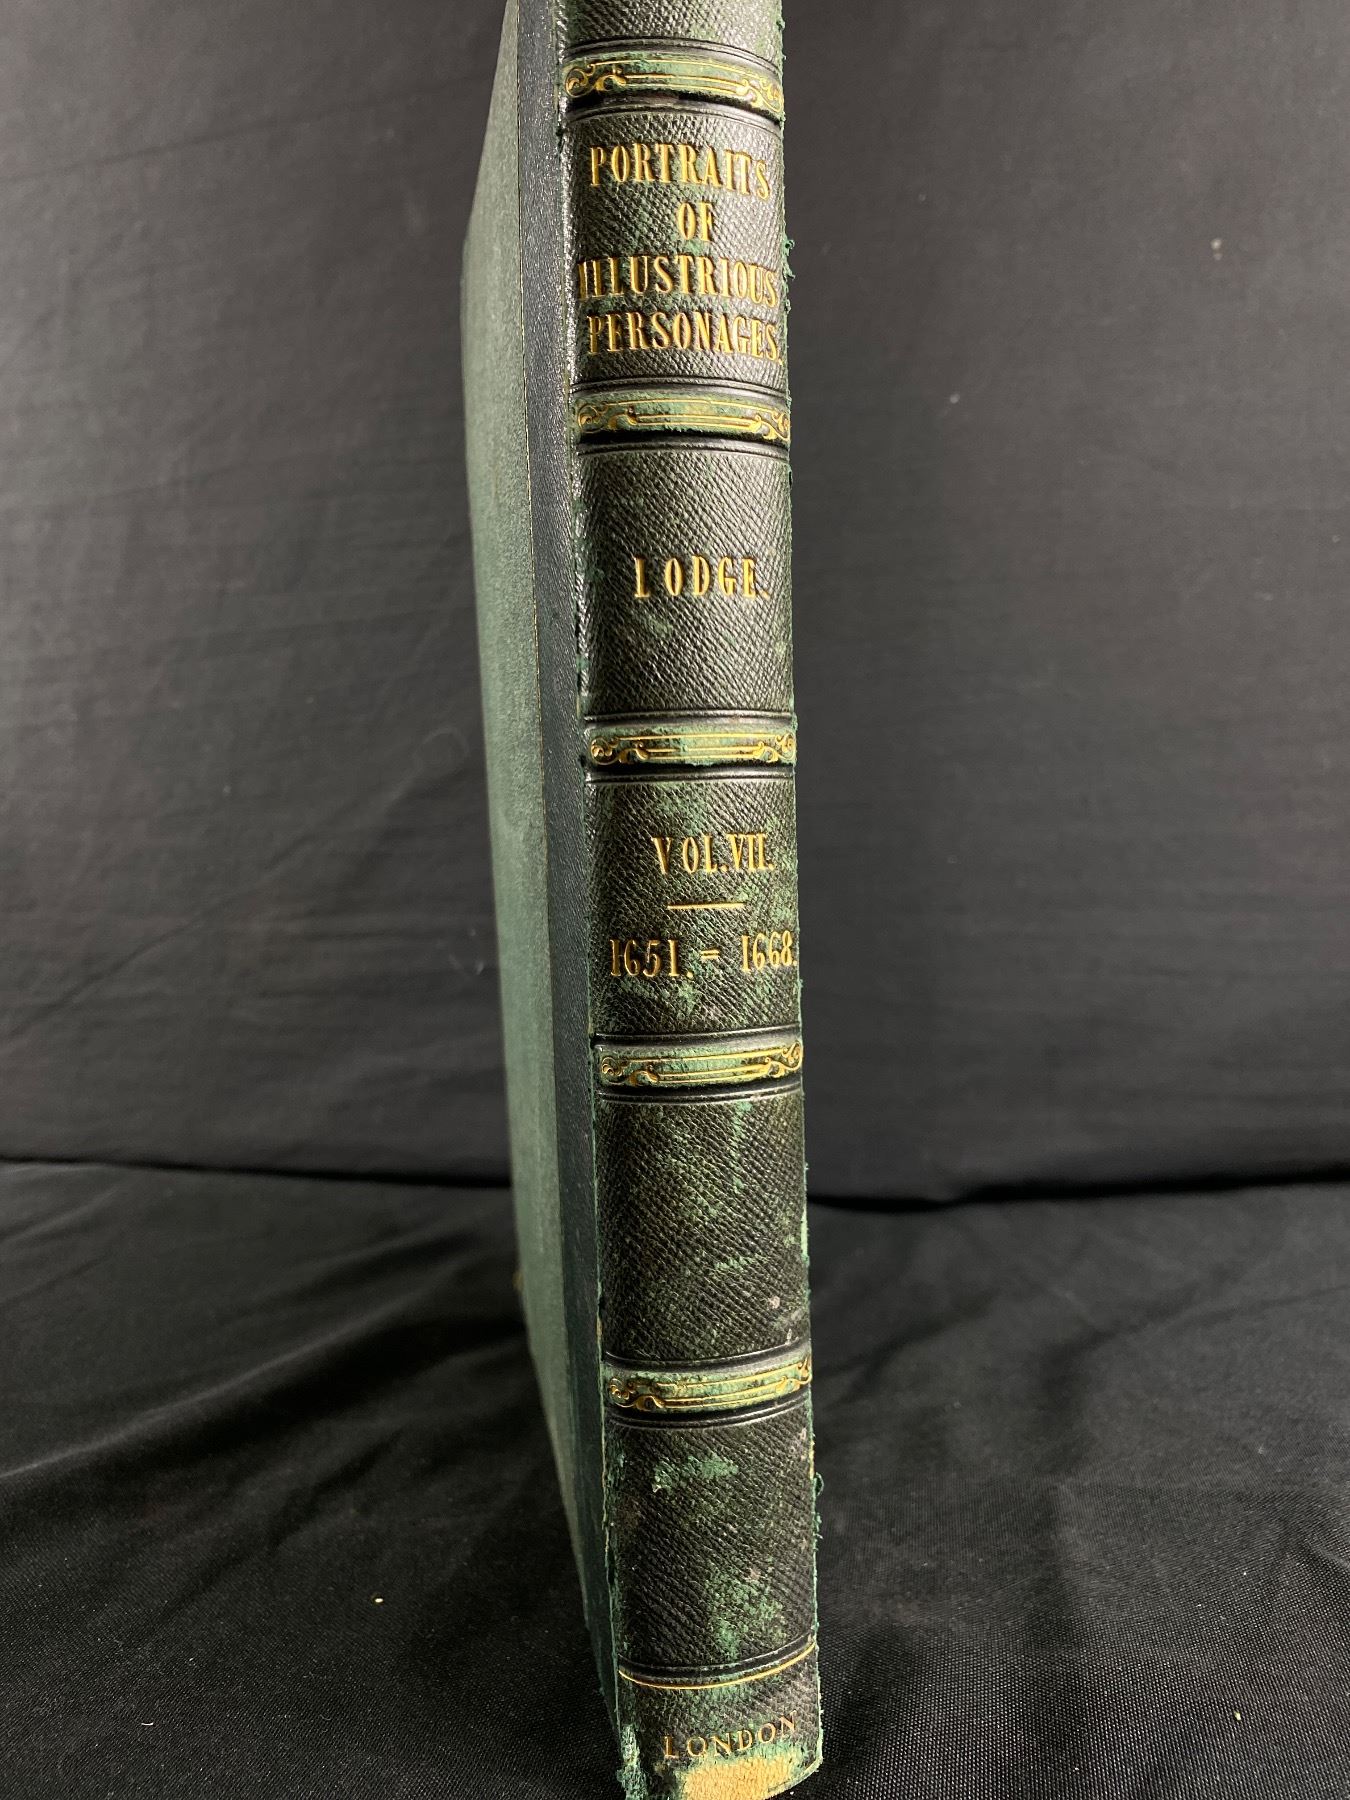 PORTRAITS
OF
ILLUSTRIOUS
PERSONAGES.
LODGE.
VOL.VII.
1651.=1668.
LONDON